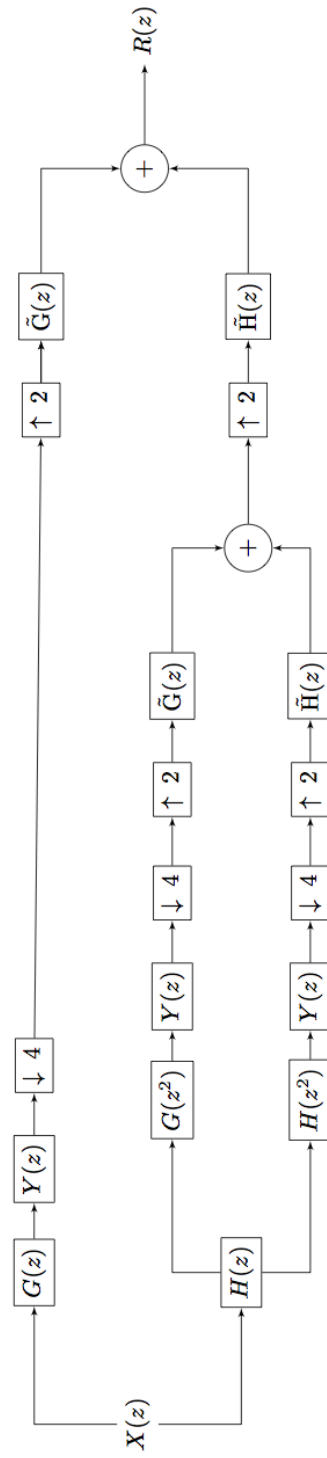 X(z)
G(z)
Y(z)
↓ 4
↑ 2
G̃(z)
+
R(z)
H(z)
G(z²)
Y(z)
↓ 4
↑ 2
G̃(z)
H(z²)
Y(z)
↓ 4
↑ 2
H̃(z)
+
↑ 2
H̃(z)